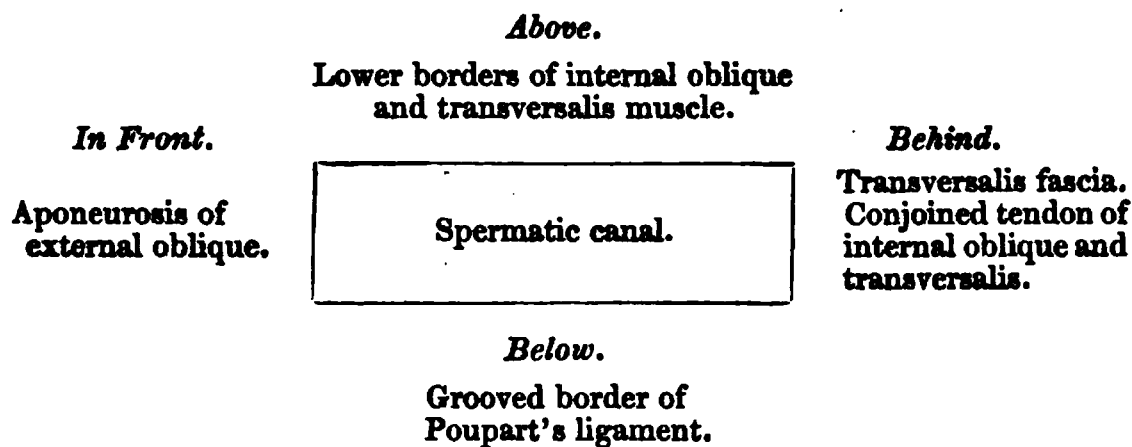 Above.
Lower borders of internal oblique
and transversalis muscle.
In Front.
Aponeurosis of
external oblique.
Spermatic canal.
Behind.
Transversalis fascia.
Conjoined tendon of
internal oblique and
transversalis.
Below.
Grooved border of
Poupart's ligament.